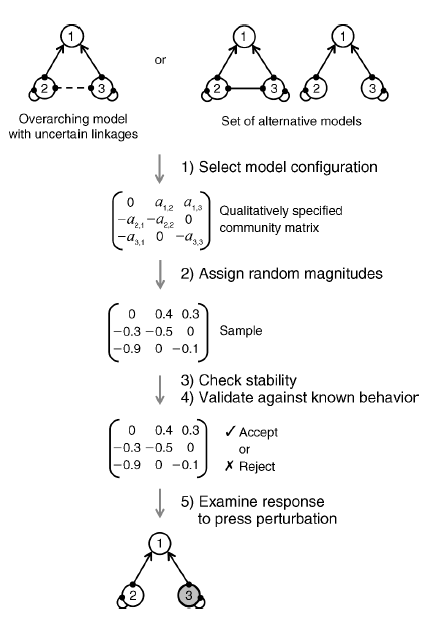 1 1 1
or
2 3 2 3 2 3
Overarching model
with uncertain linkages
Set of alternative models
1) Select model configuration
0 a1,2 a1,3
−a2,1 −a2,2 0
−a3,1 0 −a3,3
Qualitatively specified
community matrix
2) Assign random magnitudes
0 0.4 0.3
−0.3 −0.5 0
−0.9 0 −0.1
Sample
3) Check stability
4) Validate against known behavior
0 0.4 0.3
−0.3 −0.5 0
−0.9 0 −0.1
✓ Accept
or
✗ Reject
5) Examine response
to press perturbation
1
2 3